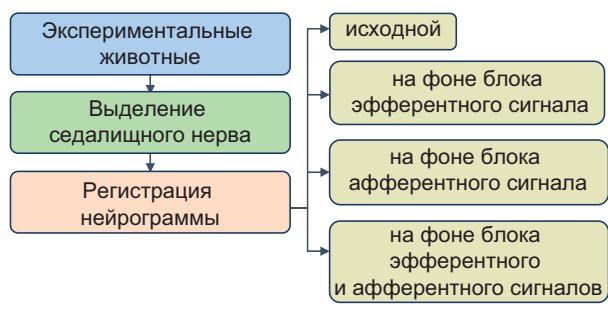 Экспериментальные
животные
Выделение
седалищного нерва
Регистрация
нейрограммы
исходной
на фоне блока
эфферентного сигнала
на фоне блока
афферентного сигнала
на фоне блока
эфферентного
и афферентного сигналов